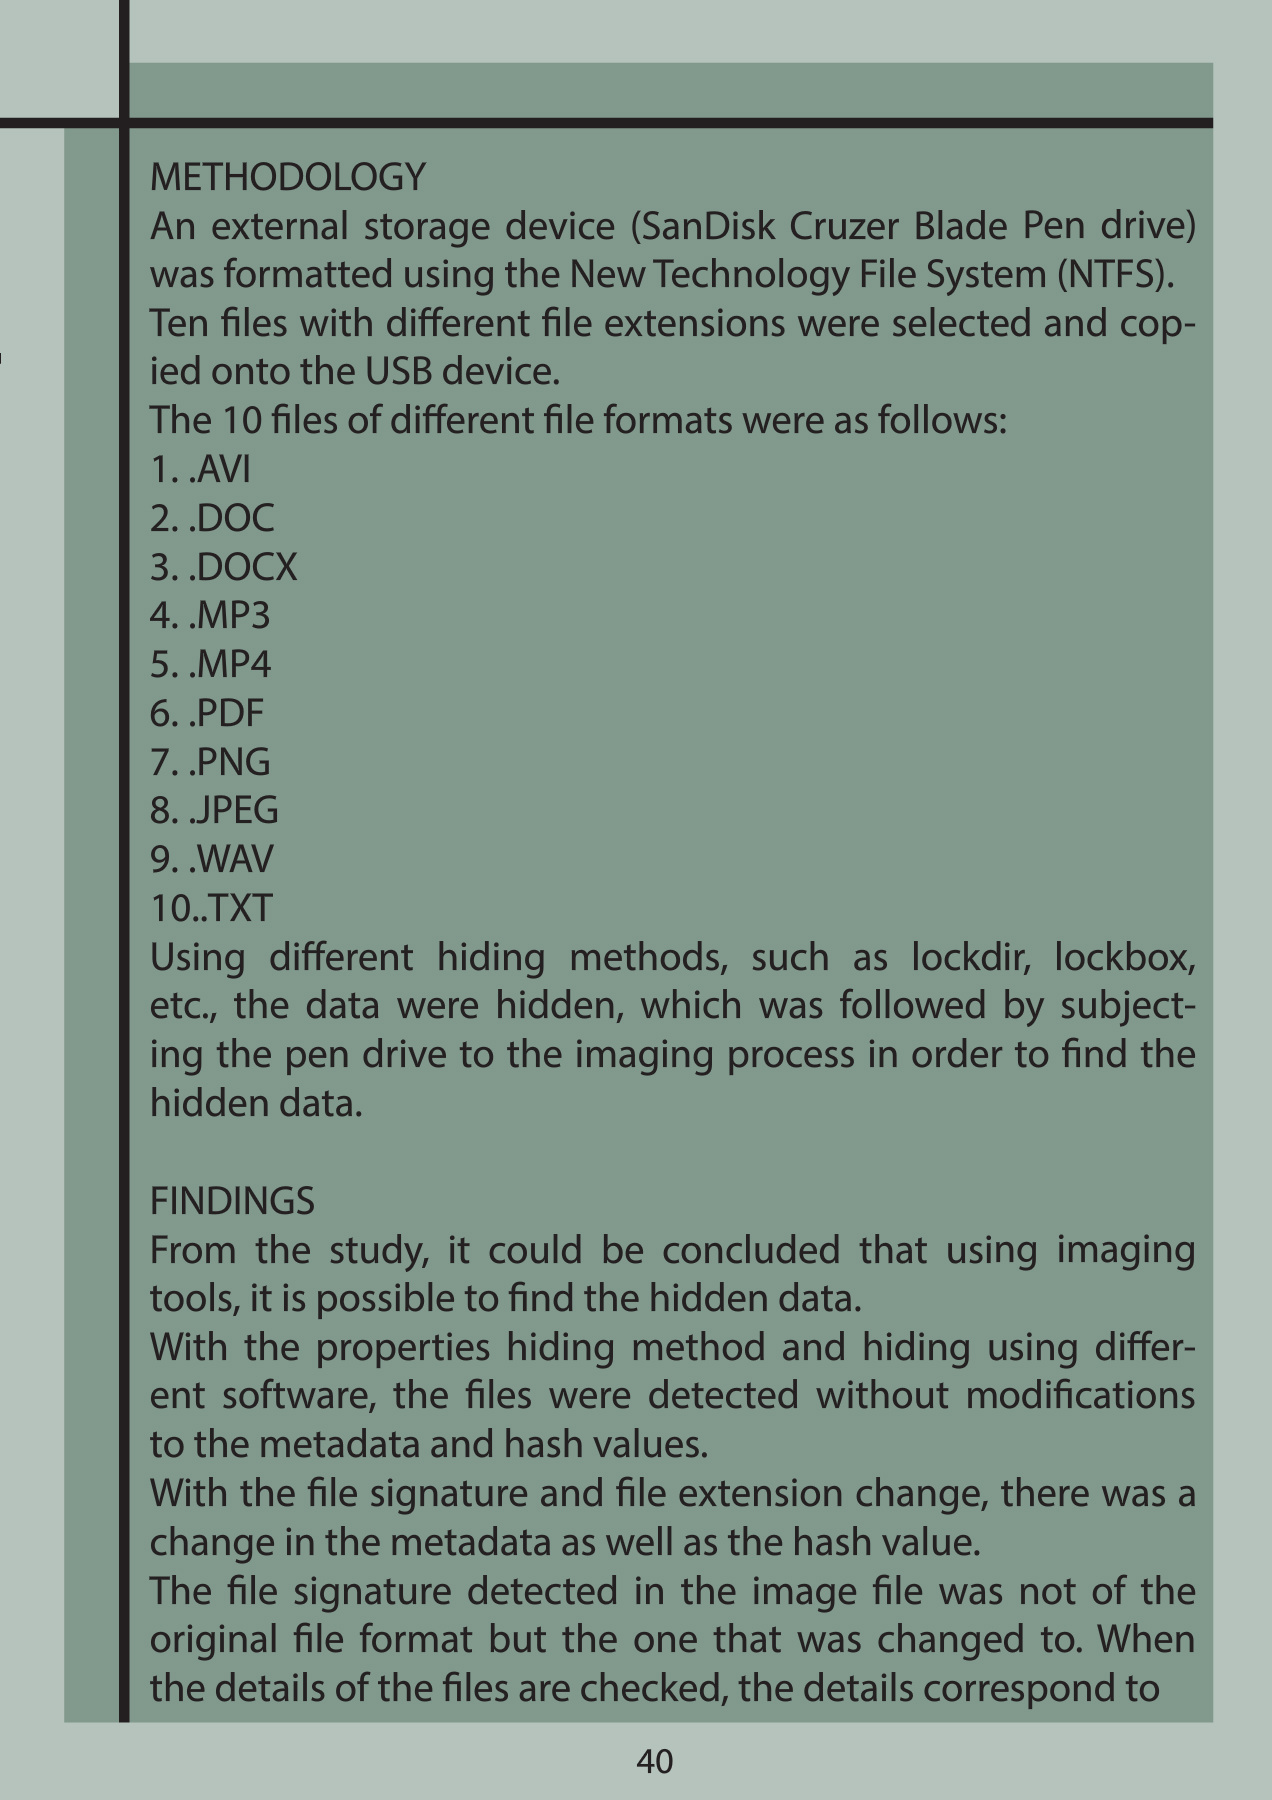 METHODOLOGY
An external storage device (SanDisk Cruzer Blade Pen drive)
was formatted using the New Technology File System (NTFS).
Ten files with different file extensions were selected and cop-
ied onto the USB device.
The 10 files of different file formats were as follows:
1. .AVI
2. .DOC
3. .DOCX
4. .MP3
5. .MP4
6. .PDF
7. .PNG
8. .JPEG
9. .WAV
10..TXT
Using different hiding methods, such as lockdir, lockbox,
etc., the data were hidden, which was followed by subject-
ing the pen drive to the imaging process in order to find the
hidden data.
FINDINGS
From the study, it could be concluded that using imaging
tools, it is possible to find the hidden data.
With the properties hiding method and hiding using differ-
ent software, the files were detected without modifications
to the metadata and hash values.
With the file signature and file extension change, there was a
change in the metadata as well as the hash value.
The file signature detected in the image file was not of the
original file format but the one that was changed to. When
the details of the files are checked, the details correspond to
40